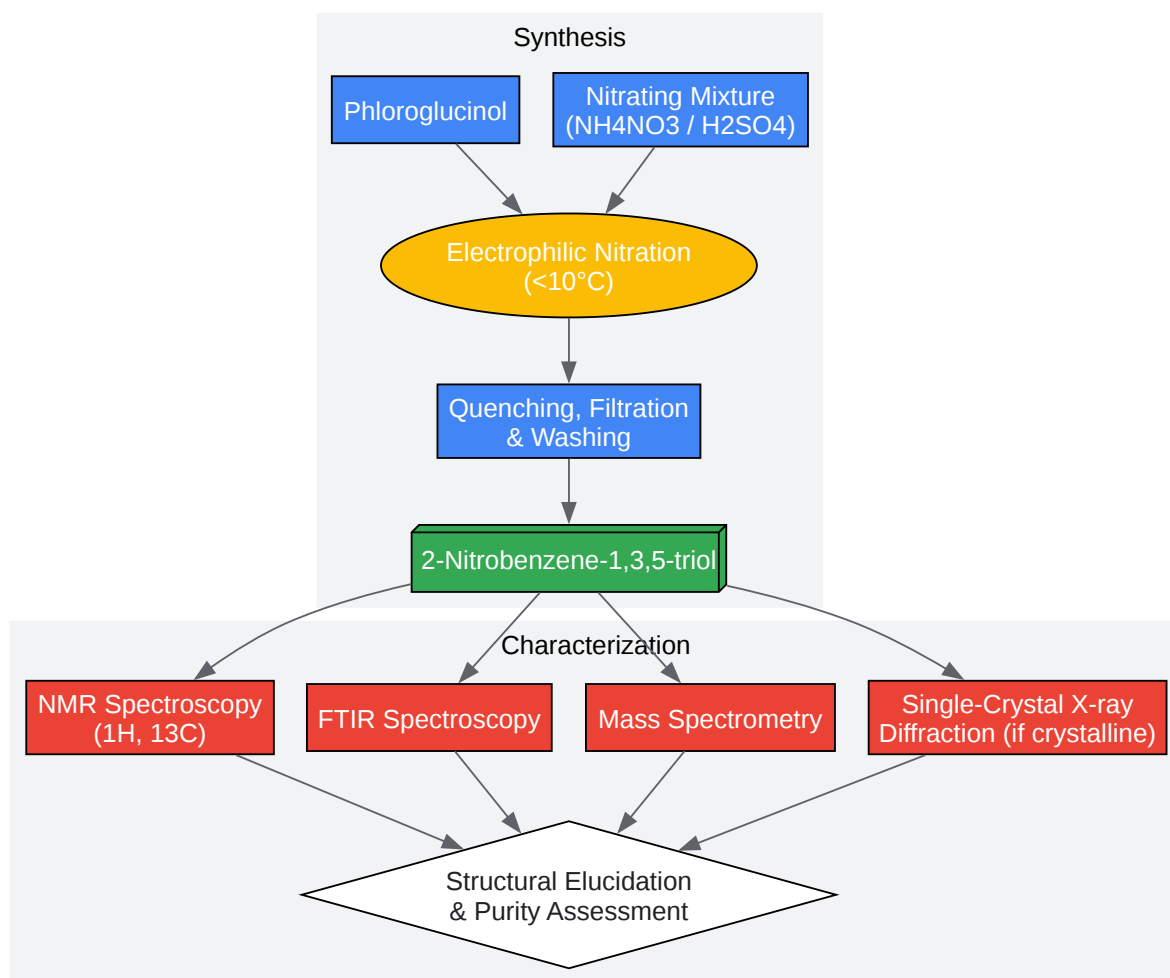 Synthesis
Phloroglucinol
Nitrating Mixture
(NH4NO3 / H2SO4)
Electrophilic Nitration
(<10°C)
Quenching, Filtration
& Washing
2-Nitrobenzene-1,3,5-triol
Characterization
NMR Spectroscopy
(1H, 13C)
FTIR Spectroscopy
Mass Spectrometry
Single-Crystal X-ray
Diffraction (if crystalline)
Structural Elucidation
& Purity Assessment